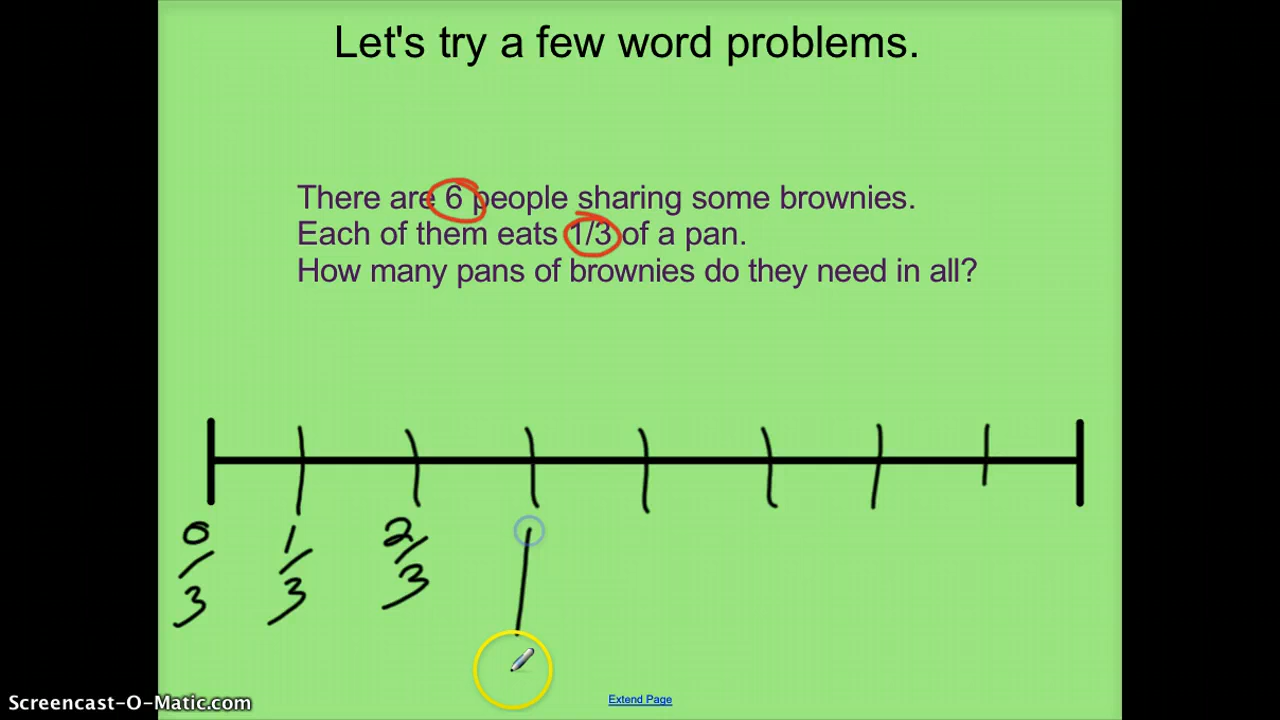 Let's try a few word problems.
There are 6 people sharing some brownies.
Each of them eats 1/3 of a pan.
How many pans of brownies do they need in all?
0/3 1/3 2/3 1
Extend Page
Screencast-O-Matic.com